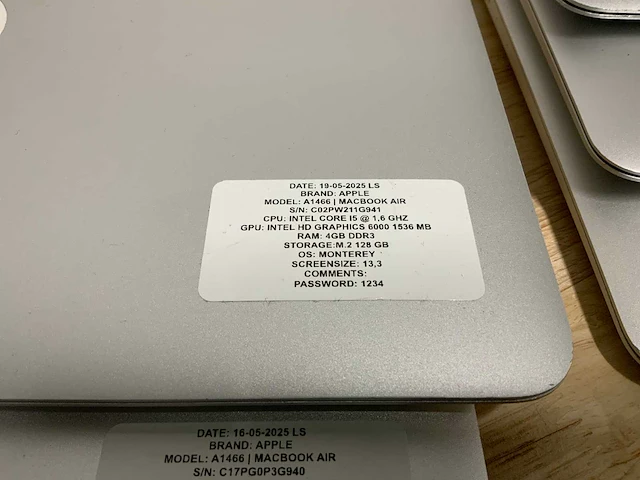 DATE: 19-05-2025 LS
BRAND: APPLE
MODEL: A1466 | MACBOOK AIR
S/N: C02PW211G941
CPU: INTEL CORE I5 @ 1,6 GHZ
GPU: INTEL HD GRAPHICS 6000 1536 MB
RAM: 4GB DDR3
STORAGE:M.2 128 GB
OS: MONTEREY
SCREENSIZE: 13,3
COMMENTS:
PASSWORD: 1234
DATE: 16-05-2025 LS
BRAND: APPLE
MODEL: A1466 | MACBOOK AIR
S/N: C17PG0P3G940